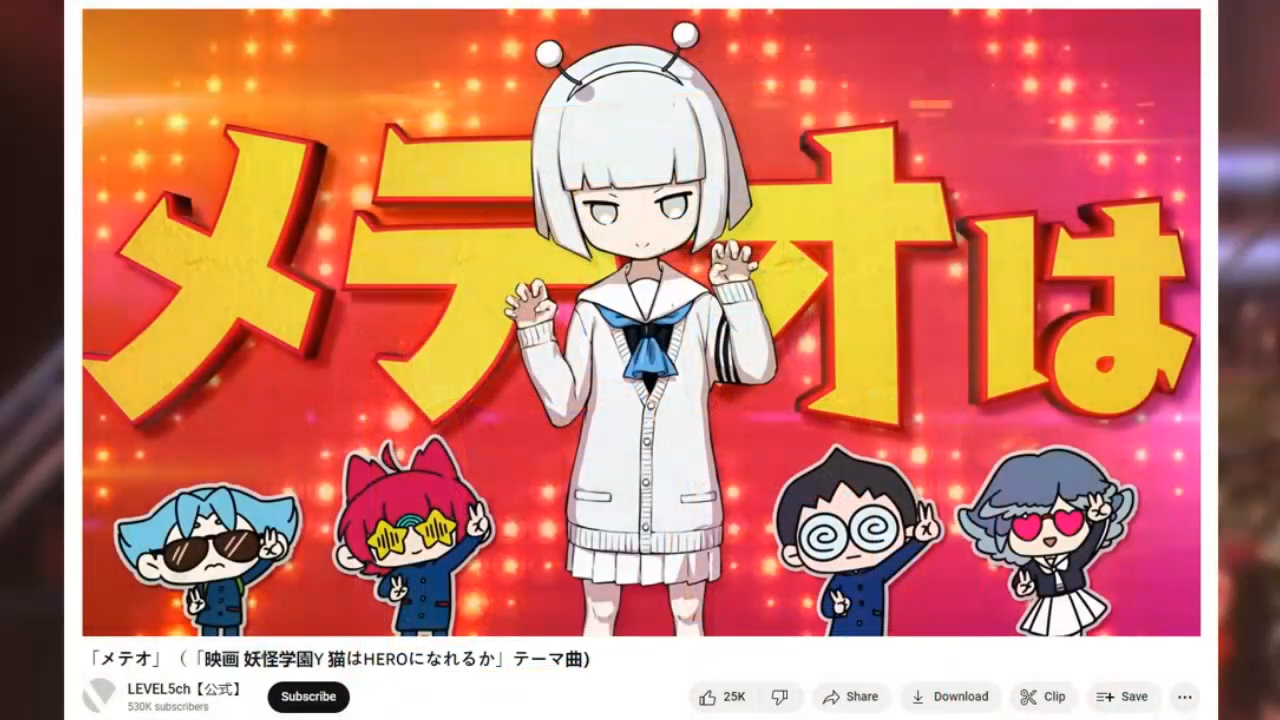 メテオは
「メテオ」（「映画 妖怪学園Y 猫はHEROになれるか」テーマ曲)
LEVEL5ch【公式】
530K subscribers
Subscribe
25K
Share
Download
Clip
Save